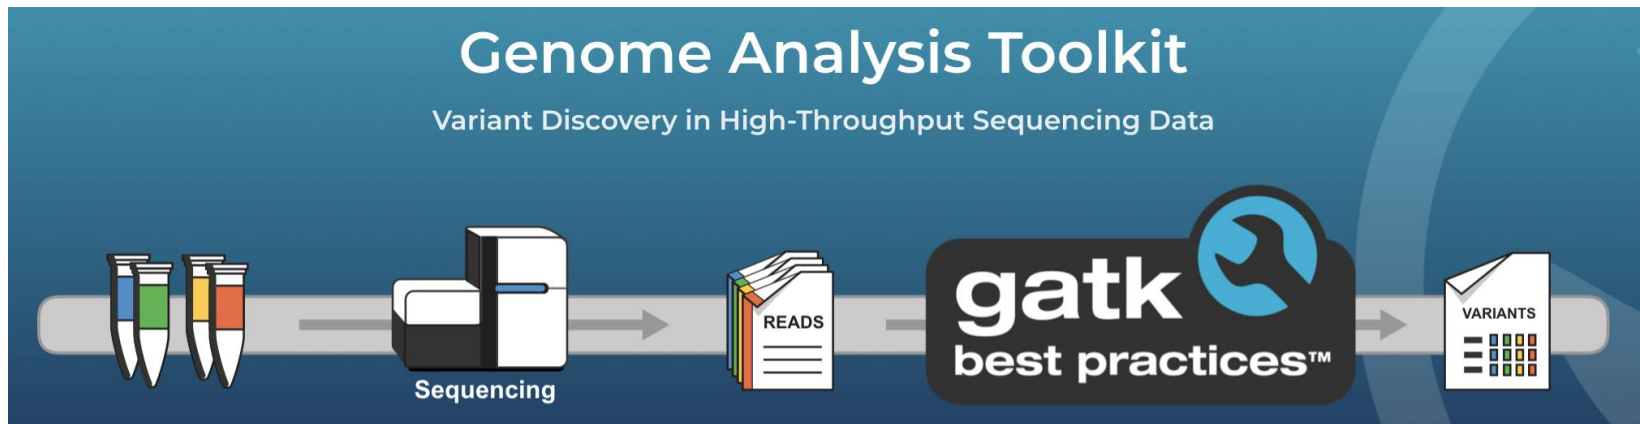 Genome Analysis Toolkit
Variant Discovery in High-Throughput Sequencing Data
Sequencing
READS
gatk
best practices™
VARIANTS